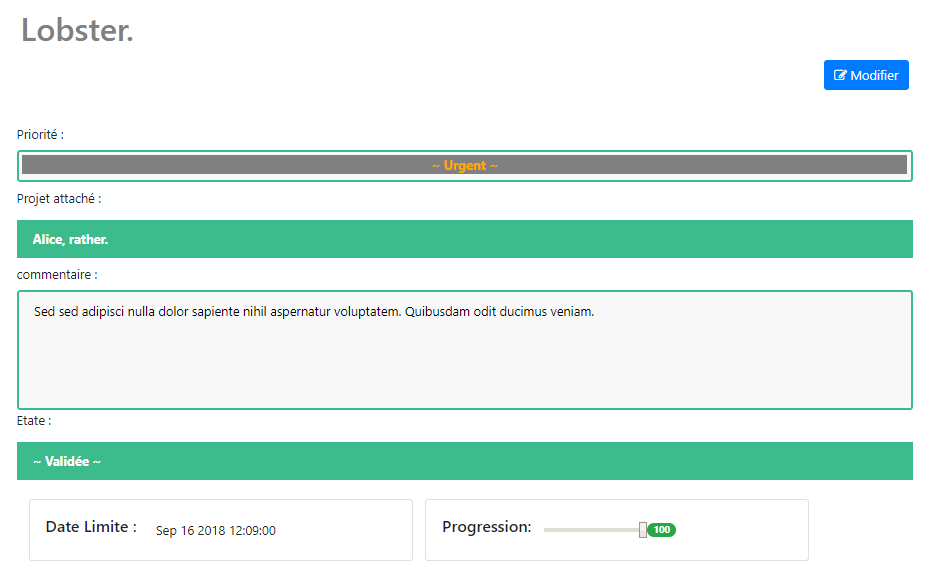 Lobster.
Modifier
Priorité :
~ Urgent ~
Projet attaché :
Alice, rather.
commentaire :
Sed sed adipisci nulla dolor sapiente nihil aspernatur voluptatem. Quibusdam odit ducimus veniam.
Etate :
~ Validée ~
Date Limite : Sep 16 2018 12:09:00
Progression: 100